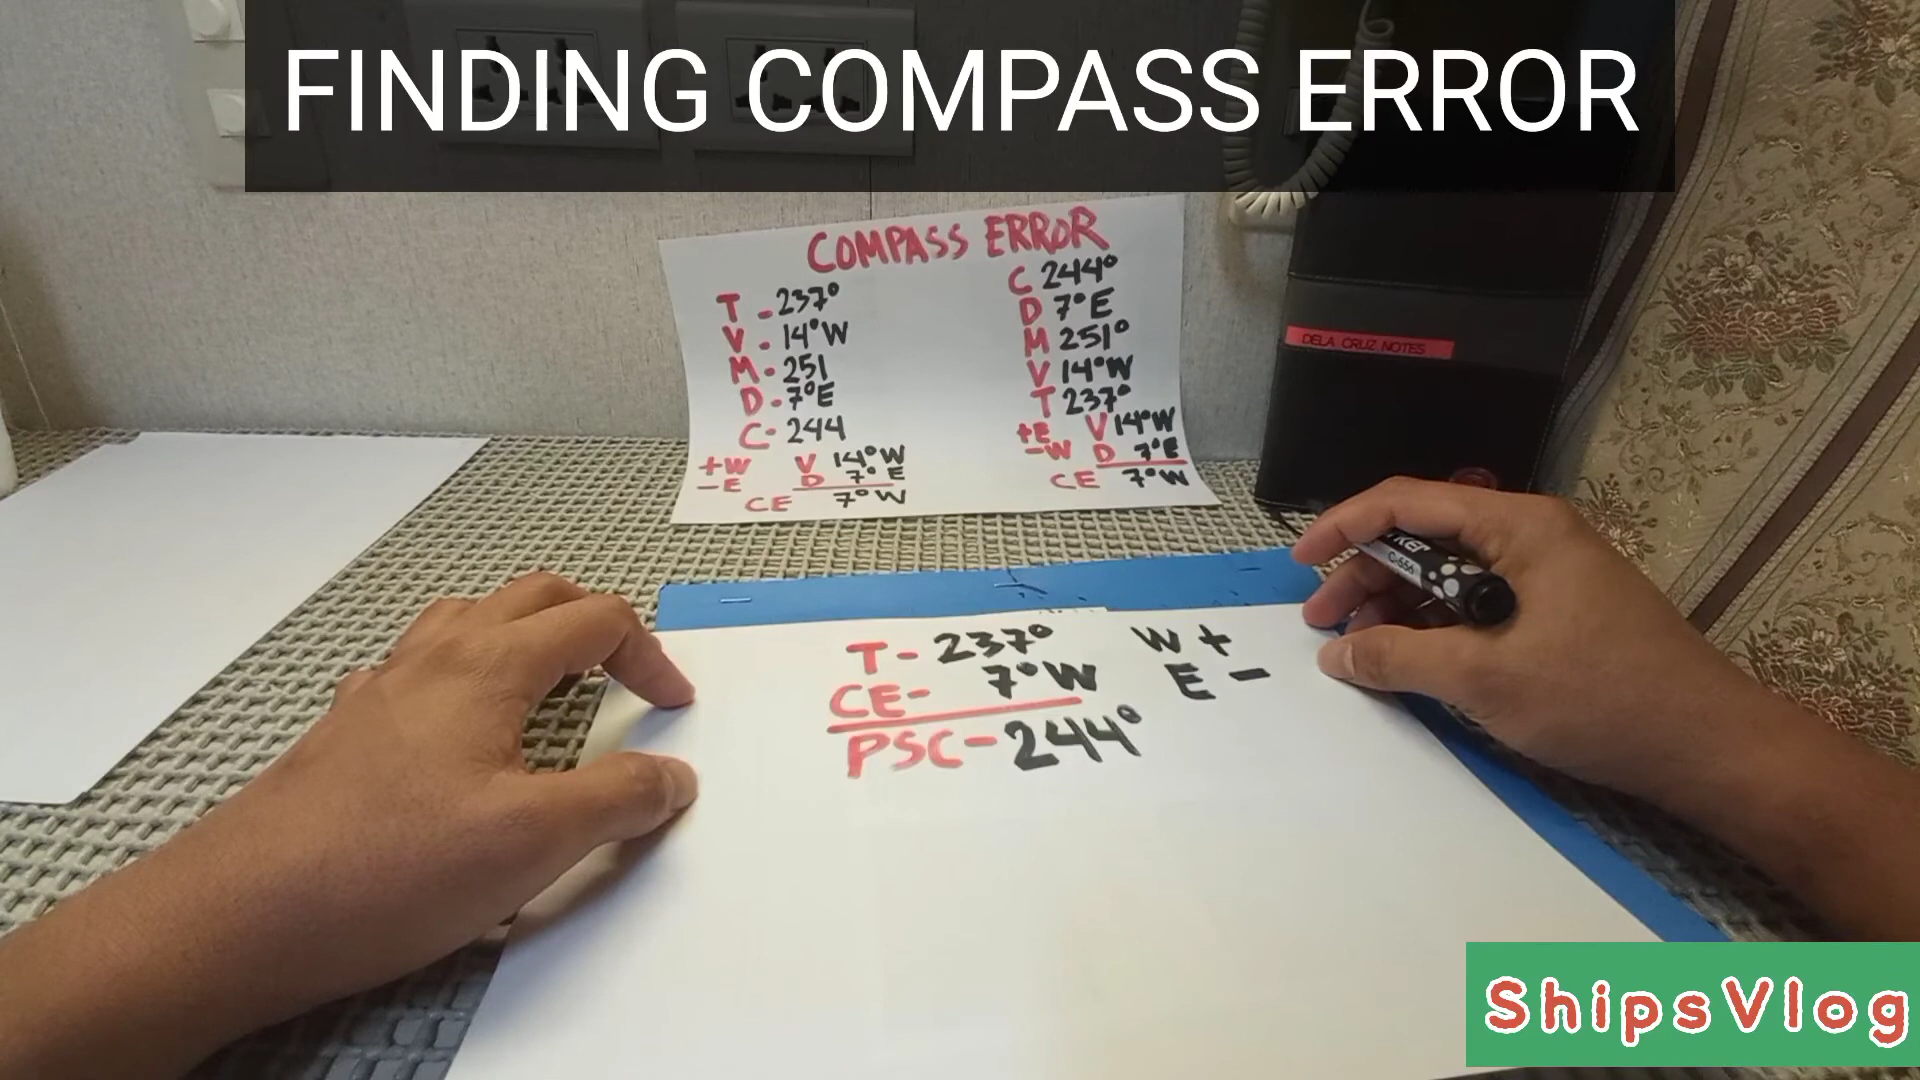 FINDING COMPASS ERROR
COMPASS ERROR
T - 237°
V - 14°W
M - 251
D - 7°E
C - 244
+W V 14°W
-E D 7°E
CE 7°W
C 244°
D 7°E
M 251°
V 14°W
T 237°
+E V 14°W
-W D 7°E
CE 7°W
DELA CRUZ NOTES
T - 237° W +
CE - 7°W E -
PSC - 244°
C-556
ShipsVlog